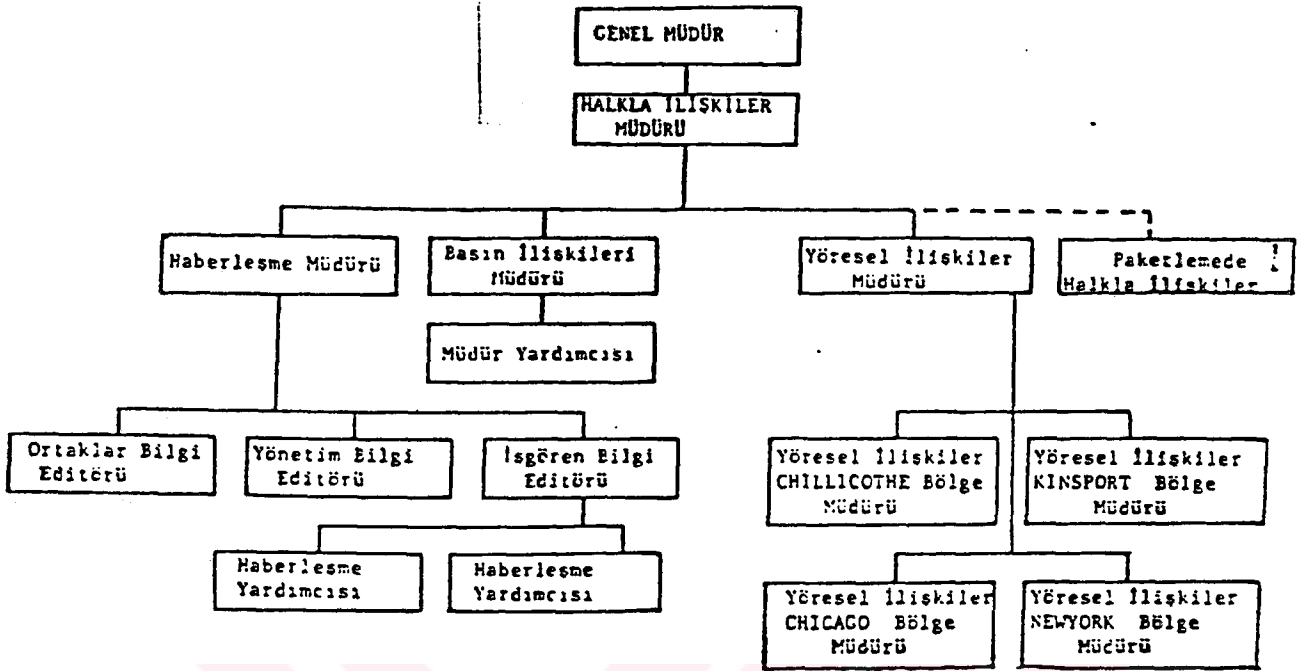 GENEL MÜDÜR
HALKLA İLİŞKİLER
MÜDÜRÜ
Haberleşme Müdürü
Basın İlişkileri
Müdürü
Yöresel İlişkiler
Müdürü
Paketlemede
Halkla İlişkiler
Müdür Yardımcısı
Ortaklar Bilgi
Editörü
Yönetim Bilgi
Editörü
İşgören Bilgi
Editörü
Yöresel İlişkiler
CHILLICOTHE Bölge
Müdürü
Yöresel İlişkiler
KINSPORT Bölge
Müdürü
Haberleşme
Yardımcısı
Haberleşme
Yardımcısı
Yöresel İlişkiler
CHICAGO Bölge
Müdürü
Yöresel İlişkiler
NEWYORK Bölge
Müdürü